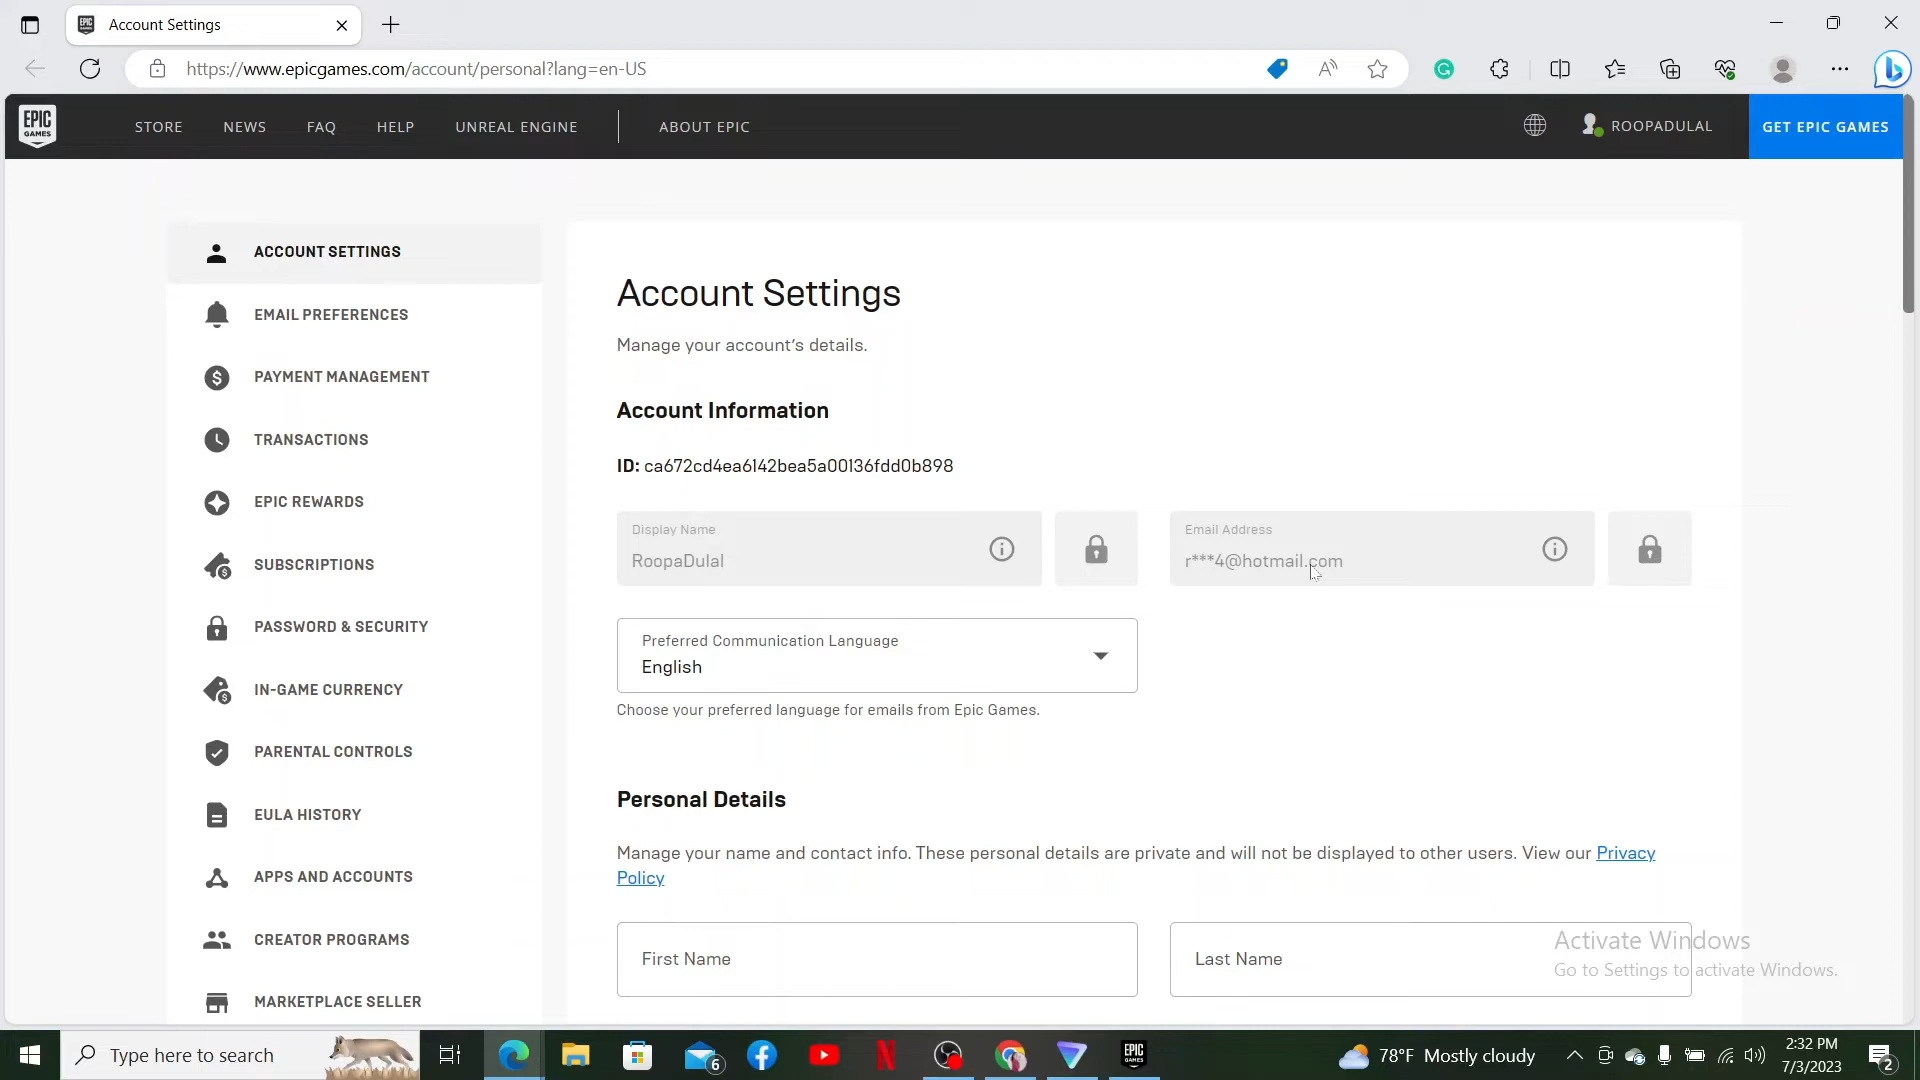 Account Settings
https://www.epicgames.com/account/personal?lang=en-US
EPIC
GAMES
STORE
NEWS
FAQ
HELP
UNREAL ENGINE
ABOUT EPIC
ROOPADULAL
GET EPIC GAMES
ACCOUNT SETTINGS
EMAIL PREFERENCES
PAYMENT MANAGEMENT
TRANSACTIONS
EPIC REWARDS
SUBSCRIPTIONS
PASSWORD & SECURITY
IN-GAME CURRENCY
PARENTAL CONTROLS
EULA HISTORY
APPS AND ACCOUNTS
CREATOR PROGRAMS
MARKETPLACE SELLER
Account Settings
Manage your account's details.
Account Information
ID: ca672cd4ea6142bea5a00136fdd0b898
Display Name
RoopaDulal
Email Address
r***4@hotmail.com
Preferred Communication Language
English
Choose your preferred language for emails from Epic Games.
Personal Details
Manage your name and contact info. These personal details are private and will not be displayed to other users. View our Privacy
Policy
First Name
Last Name
Activate Windows
Go to Settings to activate Windows.
Type here to search
6
EPIC
GAMES
78°F Mostly cloudy
2:32 PM
7/3/2023
2